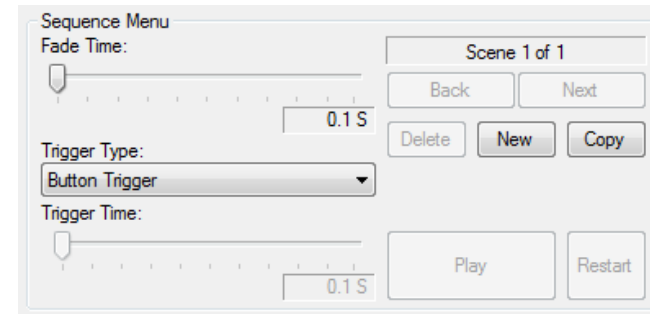 Sequence Menu
Fade Time:
0.1 S
Trigger Type:
Button Trigger
Trigger Time:
0.1 S
Scene 1 of 1
Back Next
Delete New Copy
Play Restart